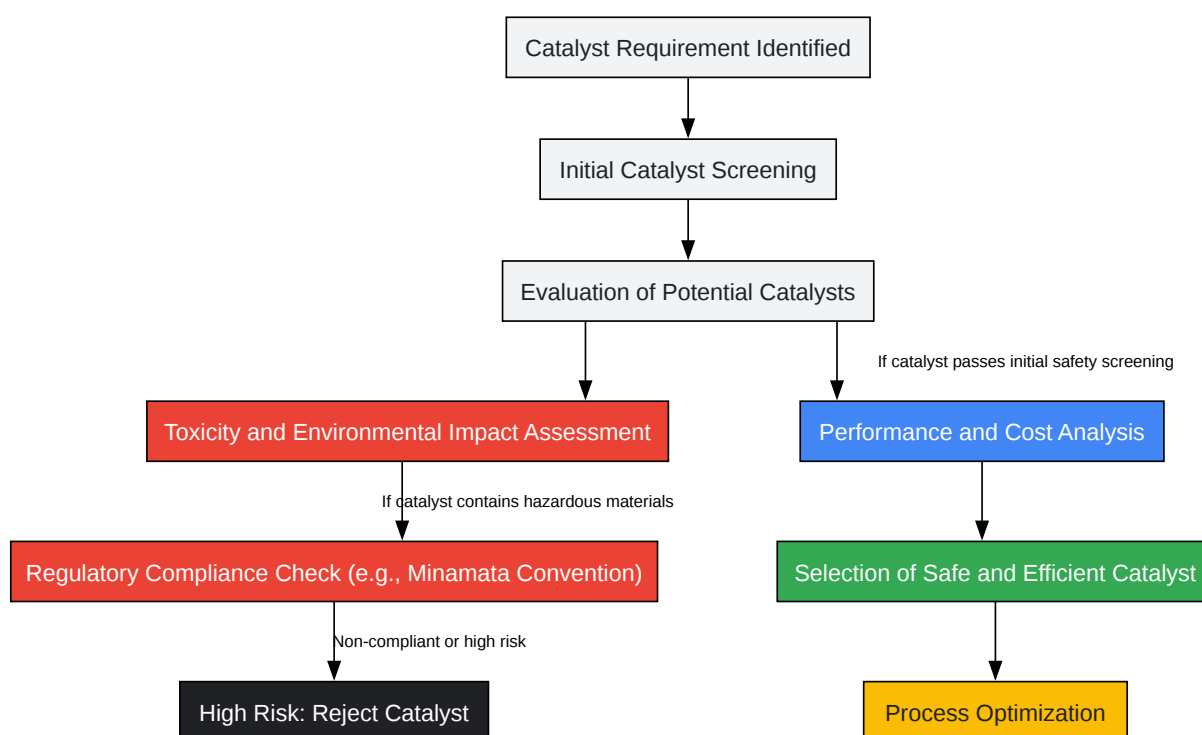 Catalyst Requirement Identified
Initial Catalyst Screening
Evaluation of Potential Catalysts
If catalyst passes initial safety screening
Toxicity and Environmental Impact Assessment
Performance and Cost Analysis
If catalyst contains hazardous materials
Regulatory Compliance Check (e.g., Minamata Convention)
Selection of Safe and Efficient Catalyst
Non-compliant or high risk
High Risk: Reject Catalyst
Process Optimization